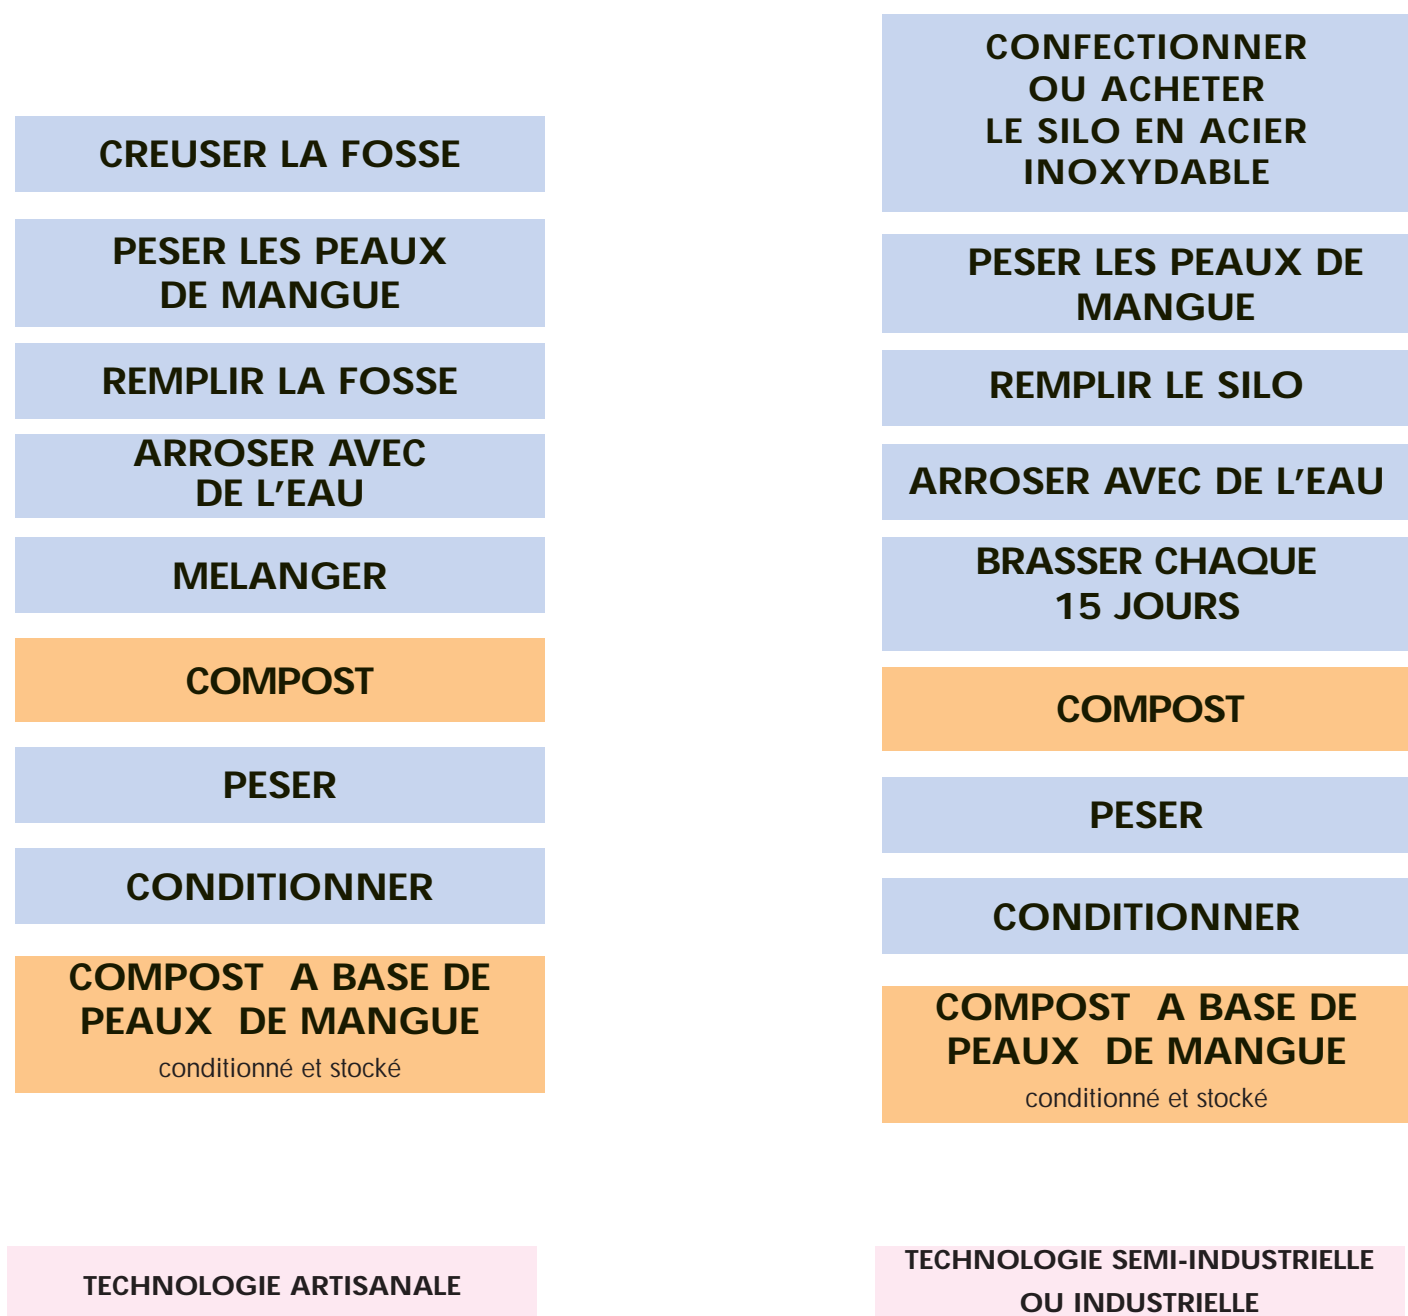 CREUSER LA FOSSE
PESER LES PEAUX
DE MANGUE
REMPLIR LA FOSSE
ARROSER AVEC
DE L’EAU
MELANGER
COMPOST
PESER
CONDITIONNER
COMPOST A BASE DE
PEAUX DE MANGUE
conditionné et stocké
TECHNOLOGIE ARTISANALE
CONFECTIONNER
OU ACHETER
LE SILO EN ACIER
INOXYDABLE
PESER LES PEAUX DE
MANGUE
REMPLIR LE SILO
ARROSER AVEC DE L’EAU
BRASSER CHAQUE
15 JOURS
COMPOST
PESER
CONDITIONNER
COMPOST A BASE DE
PEAUX DE MANGUE
conditionné et stocké
TECHNOLOGIE SEMI-INDUSTRIELLE
OU INDUSTRIELLE